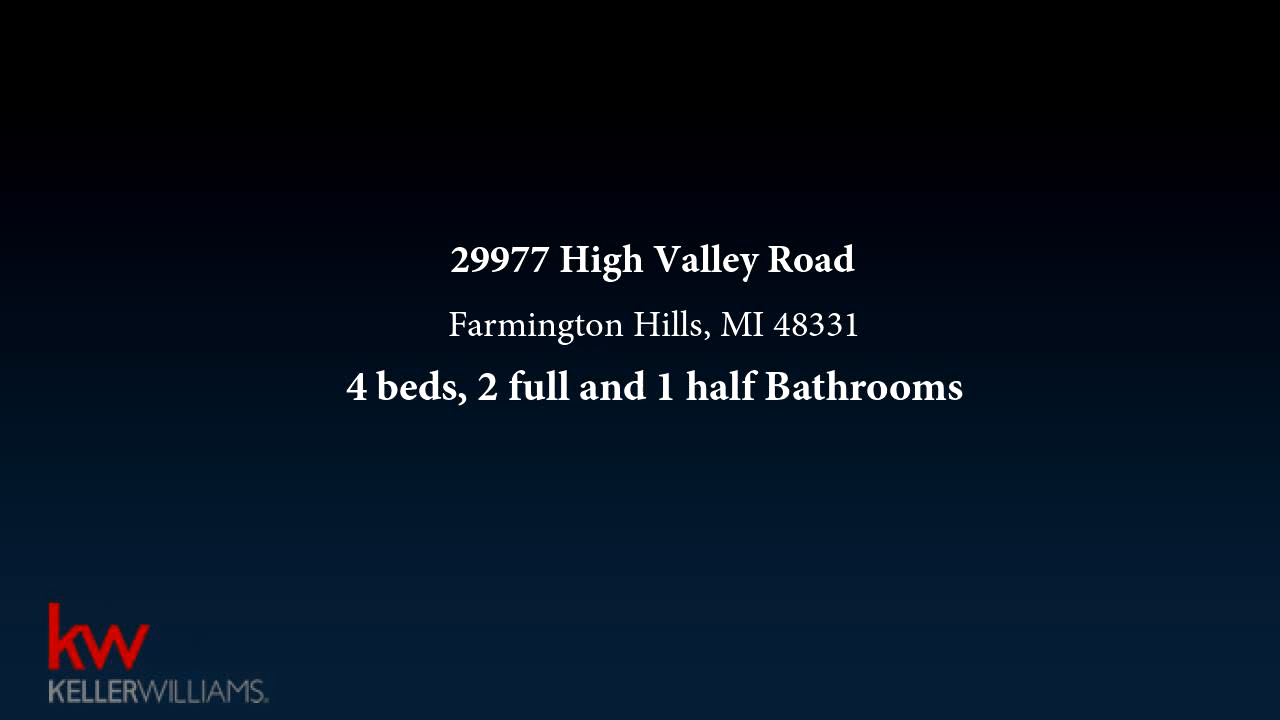 29977 High Valley Road
Farmington Hills, MI 48331
4 beds, 2 full and 1 half Bathrooms
kw
KELLERWILLIAMS.